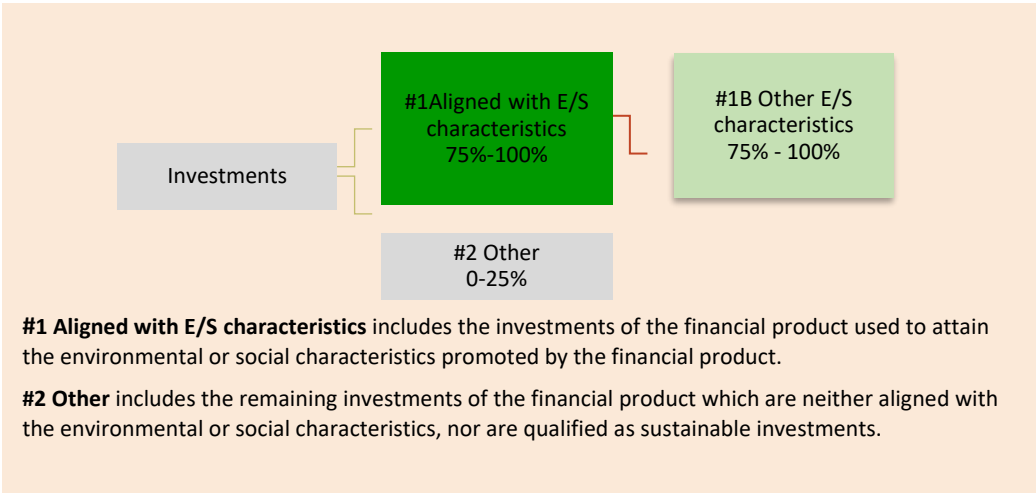 #1Aligned with E/S
characteristics
75%-100%
#1B Other E/S
characteristics
75% - 100%
Investments
#2 Other
0-25%
#1 Aligned with E/S characteristics includes the investments of the financial product used to attain
the environmental or social characteristics promoted by the financial product.
#2 Other includes the remaining investments of the financial product which are neither aligned with
the environmental or social characteristics, nor are qualified as sustainable investments.